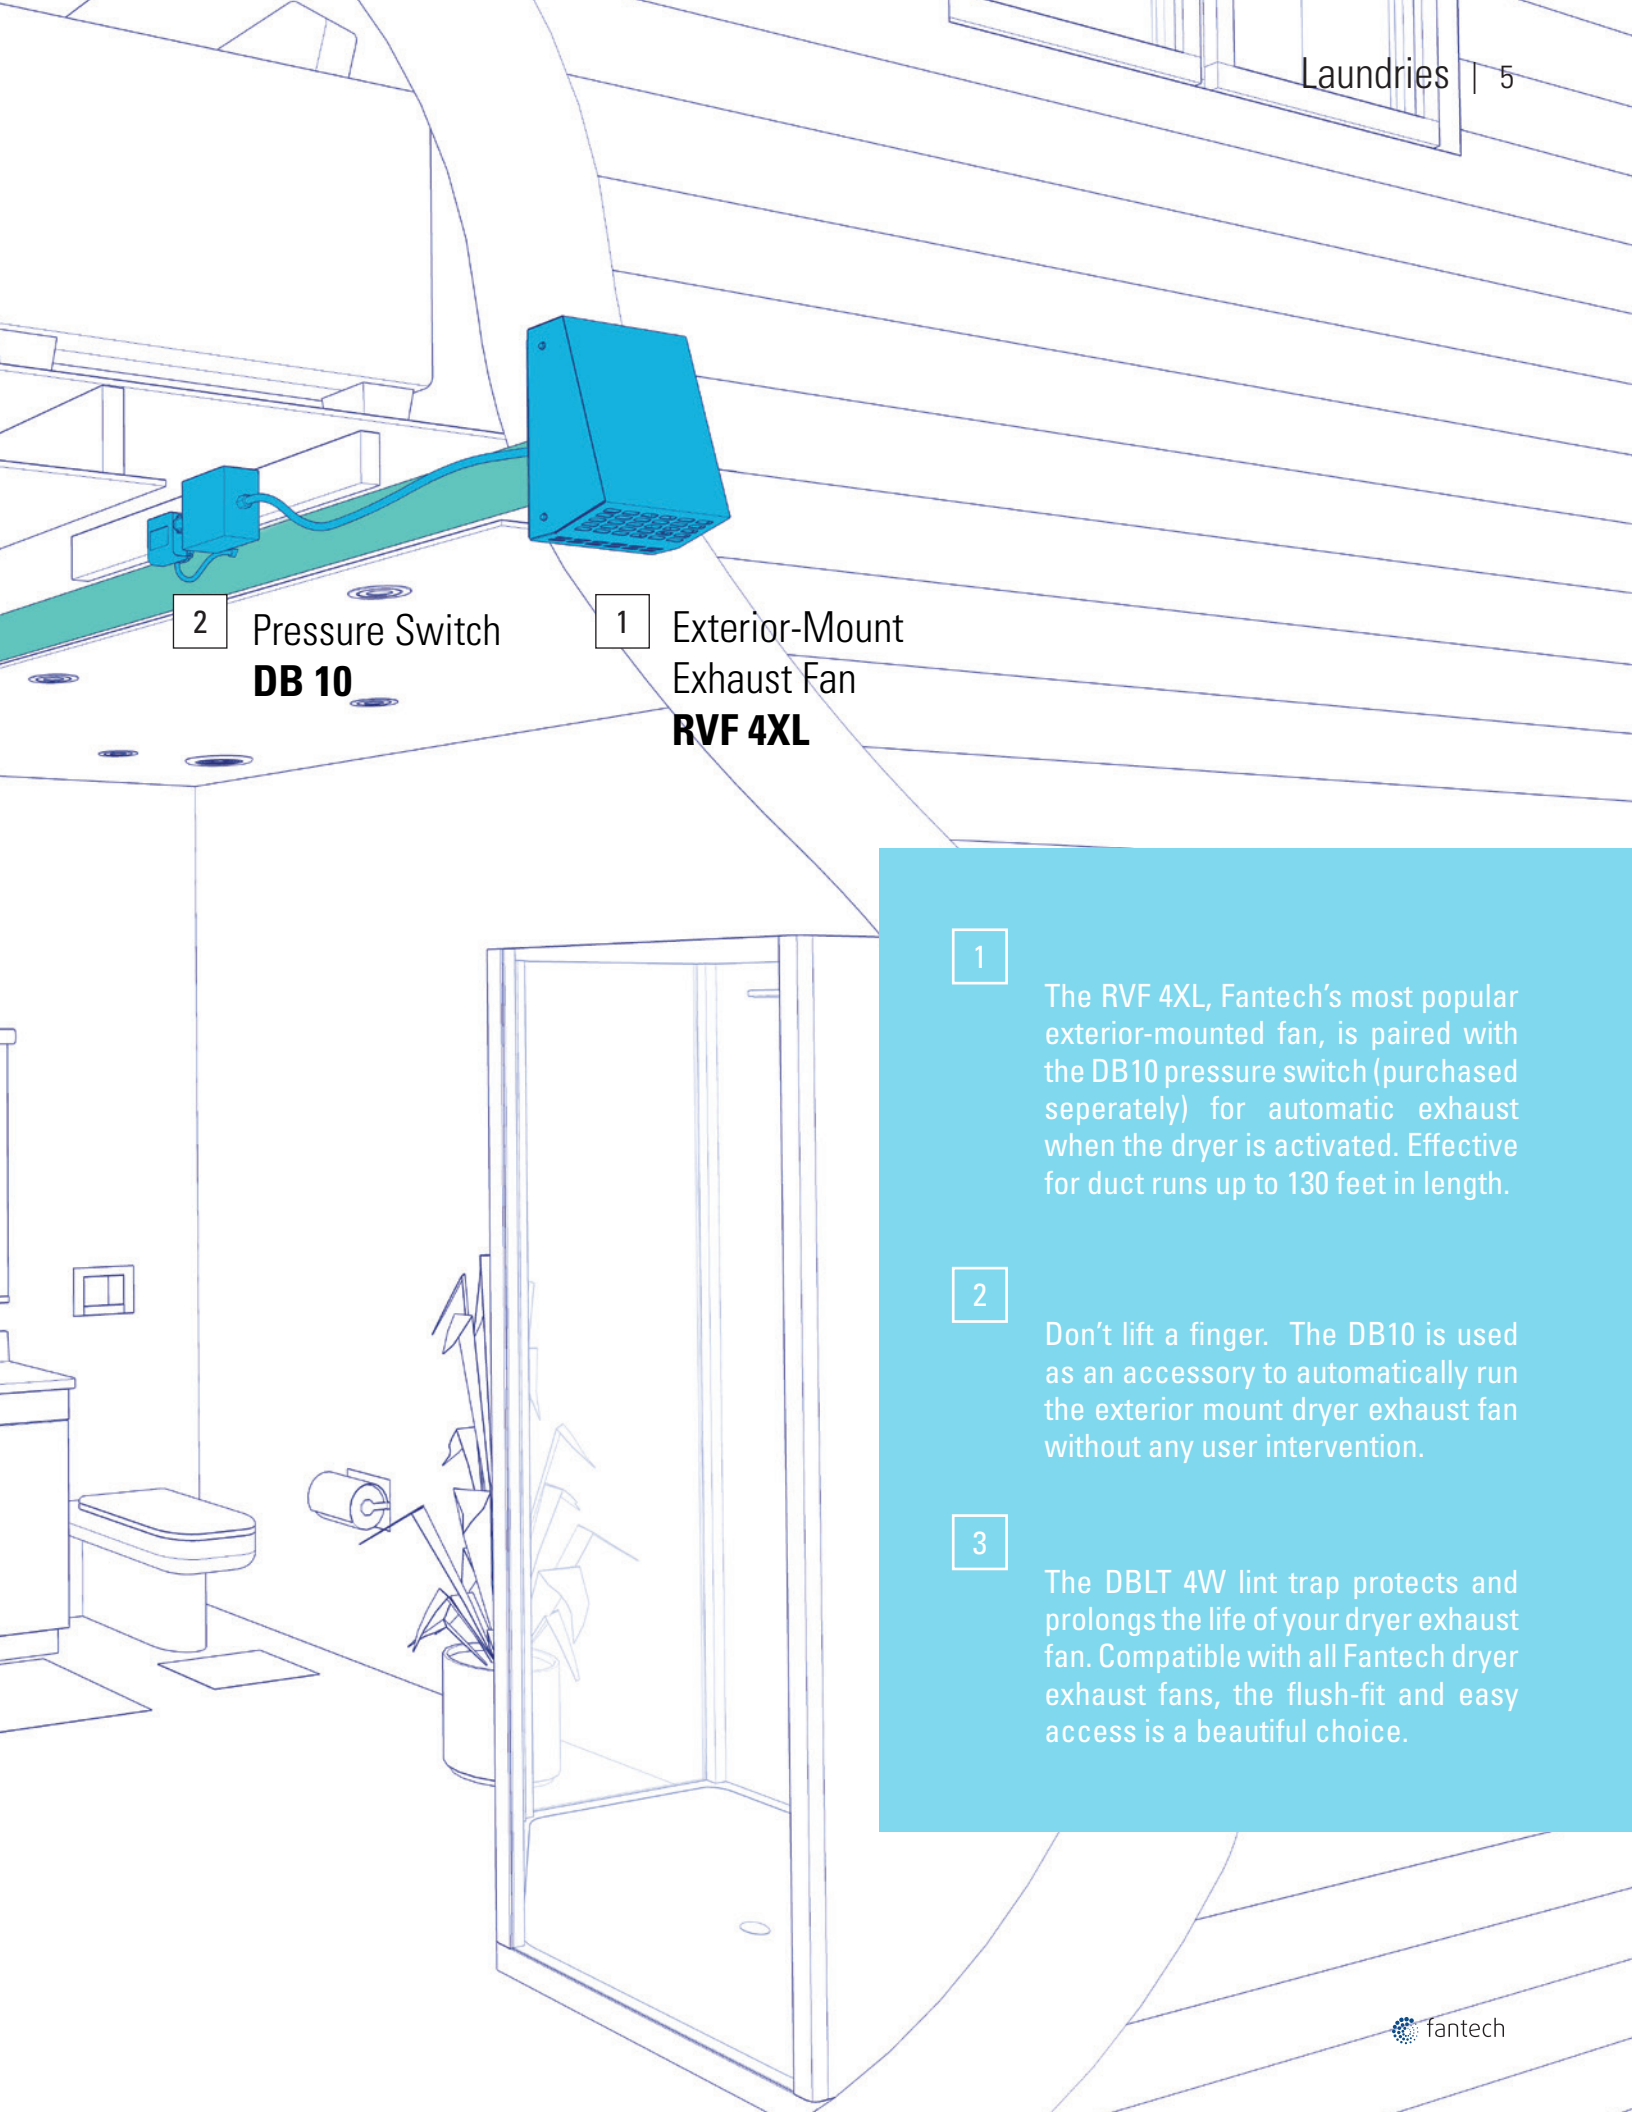 Laundries | 5
2
Pressure Switch
DB 10
1
Exterior-Mount
Exhaust Fan
RVF 4XL
1
The RVF 4XL, Fantech’s most popular
exterior-mounted fan, is paired with
the DB10 pressure switch (purchased
seperately) for automatic exhaust
when the dryer is activated. Effective
for duct runs up to 130 feet in length.
2
Don’t lift a finger. The DB10 is used
as an accessory to automatically run
the exterior mount dryer exhaust fan
without any user intervention.
3
The DBLT 4W lint trap protects and
prolongs the life of your dryer exhaust
fan. Compatible with all Fantech dryer
exhaust fans, the flush-fit and easy
access is a beautiful choice.
fantech